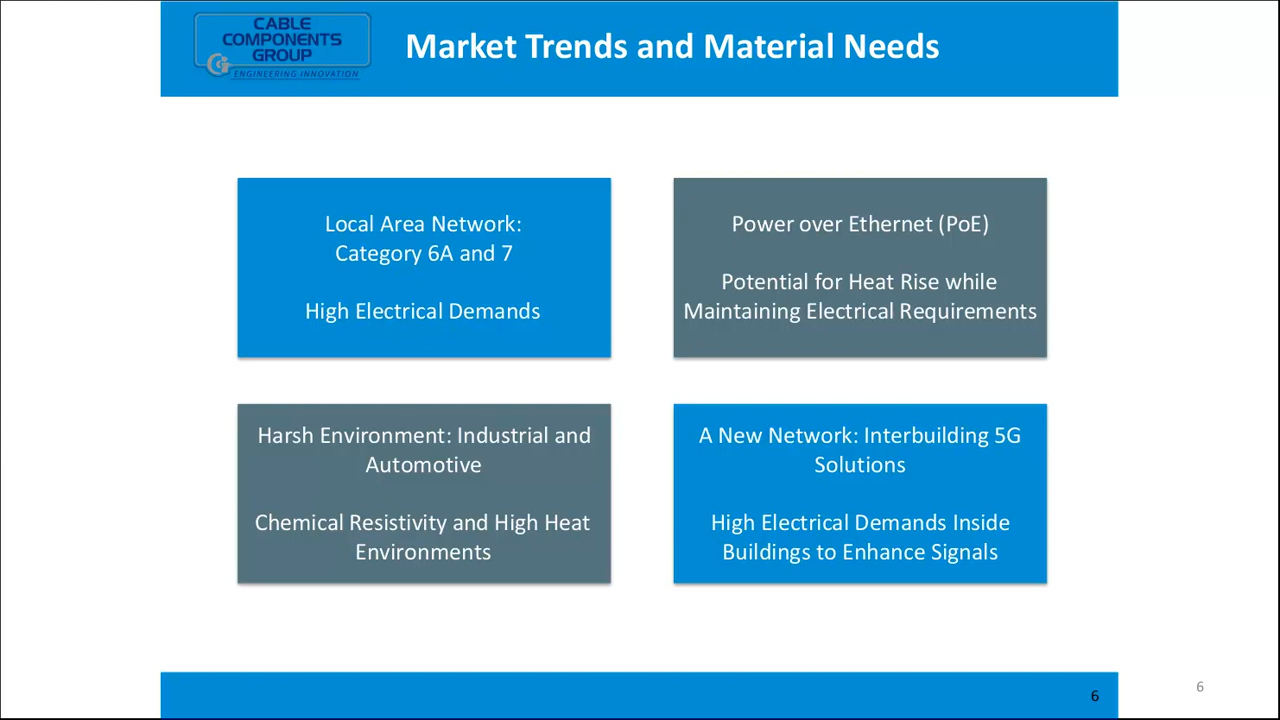 CABLE
COMPONENTS
GROUP
ENGINEERING INNOVATION
Market Trends and Material Needs
Local Area Network:
Category 6A and 7
High Electrical Demands
Power over Ethernet (PoE)
Potential for Heat Rise while
Maintaining Electrical Requirements
Harsh Environment: Industrial and
Automotive
Chemical Resistivity and High Heat
Environments
A New Network: Interbuilding 5G
Solutions
High Electrical Demands Inside
Buildings to Enhance Signals
6
6